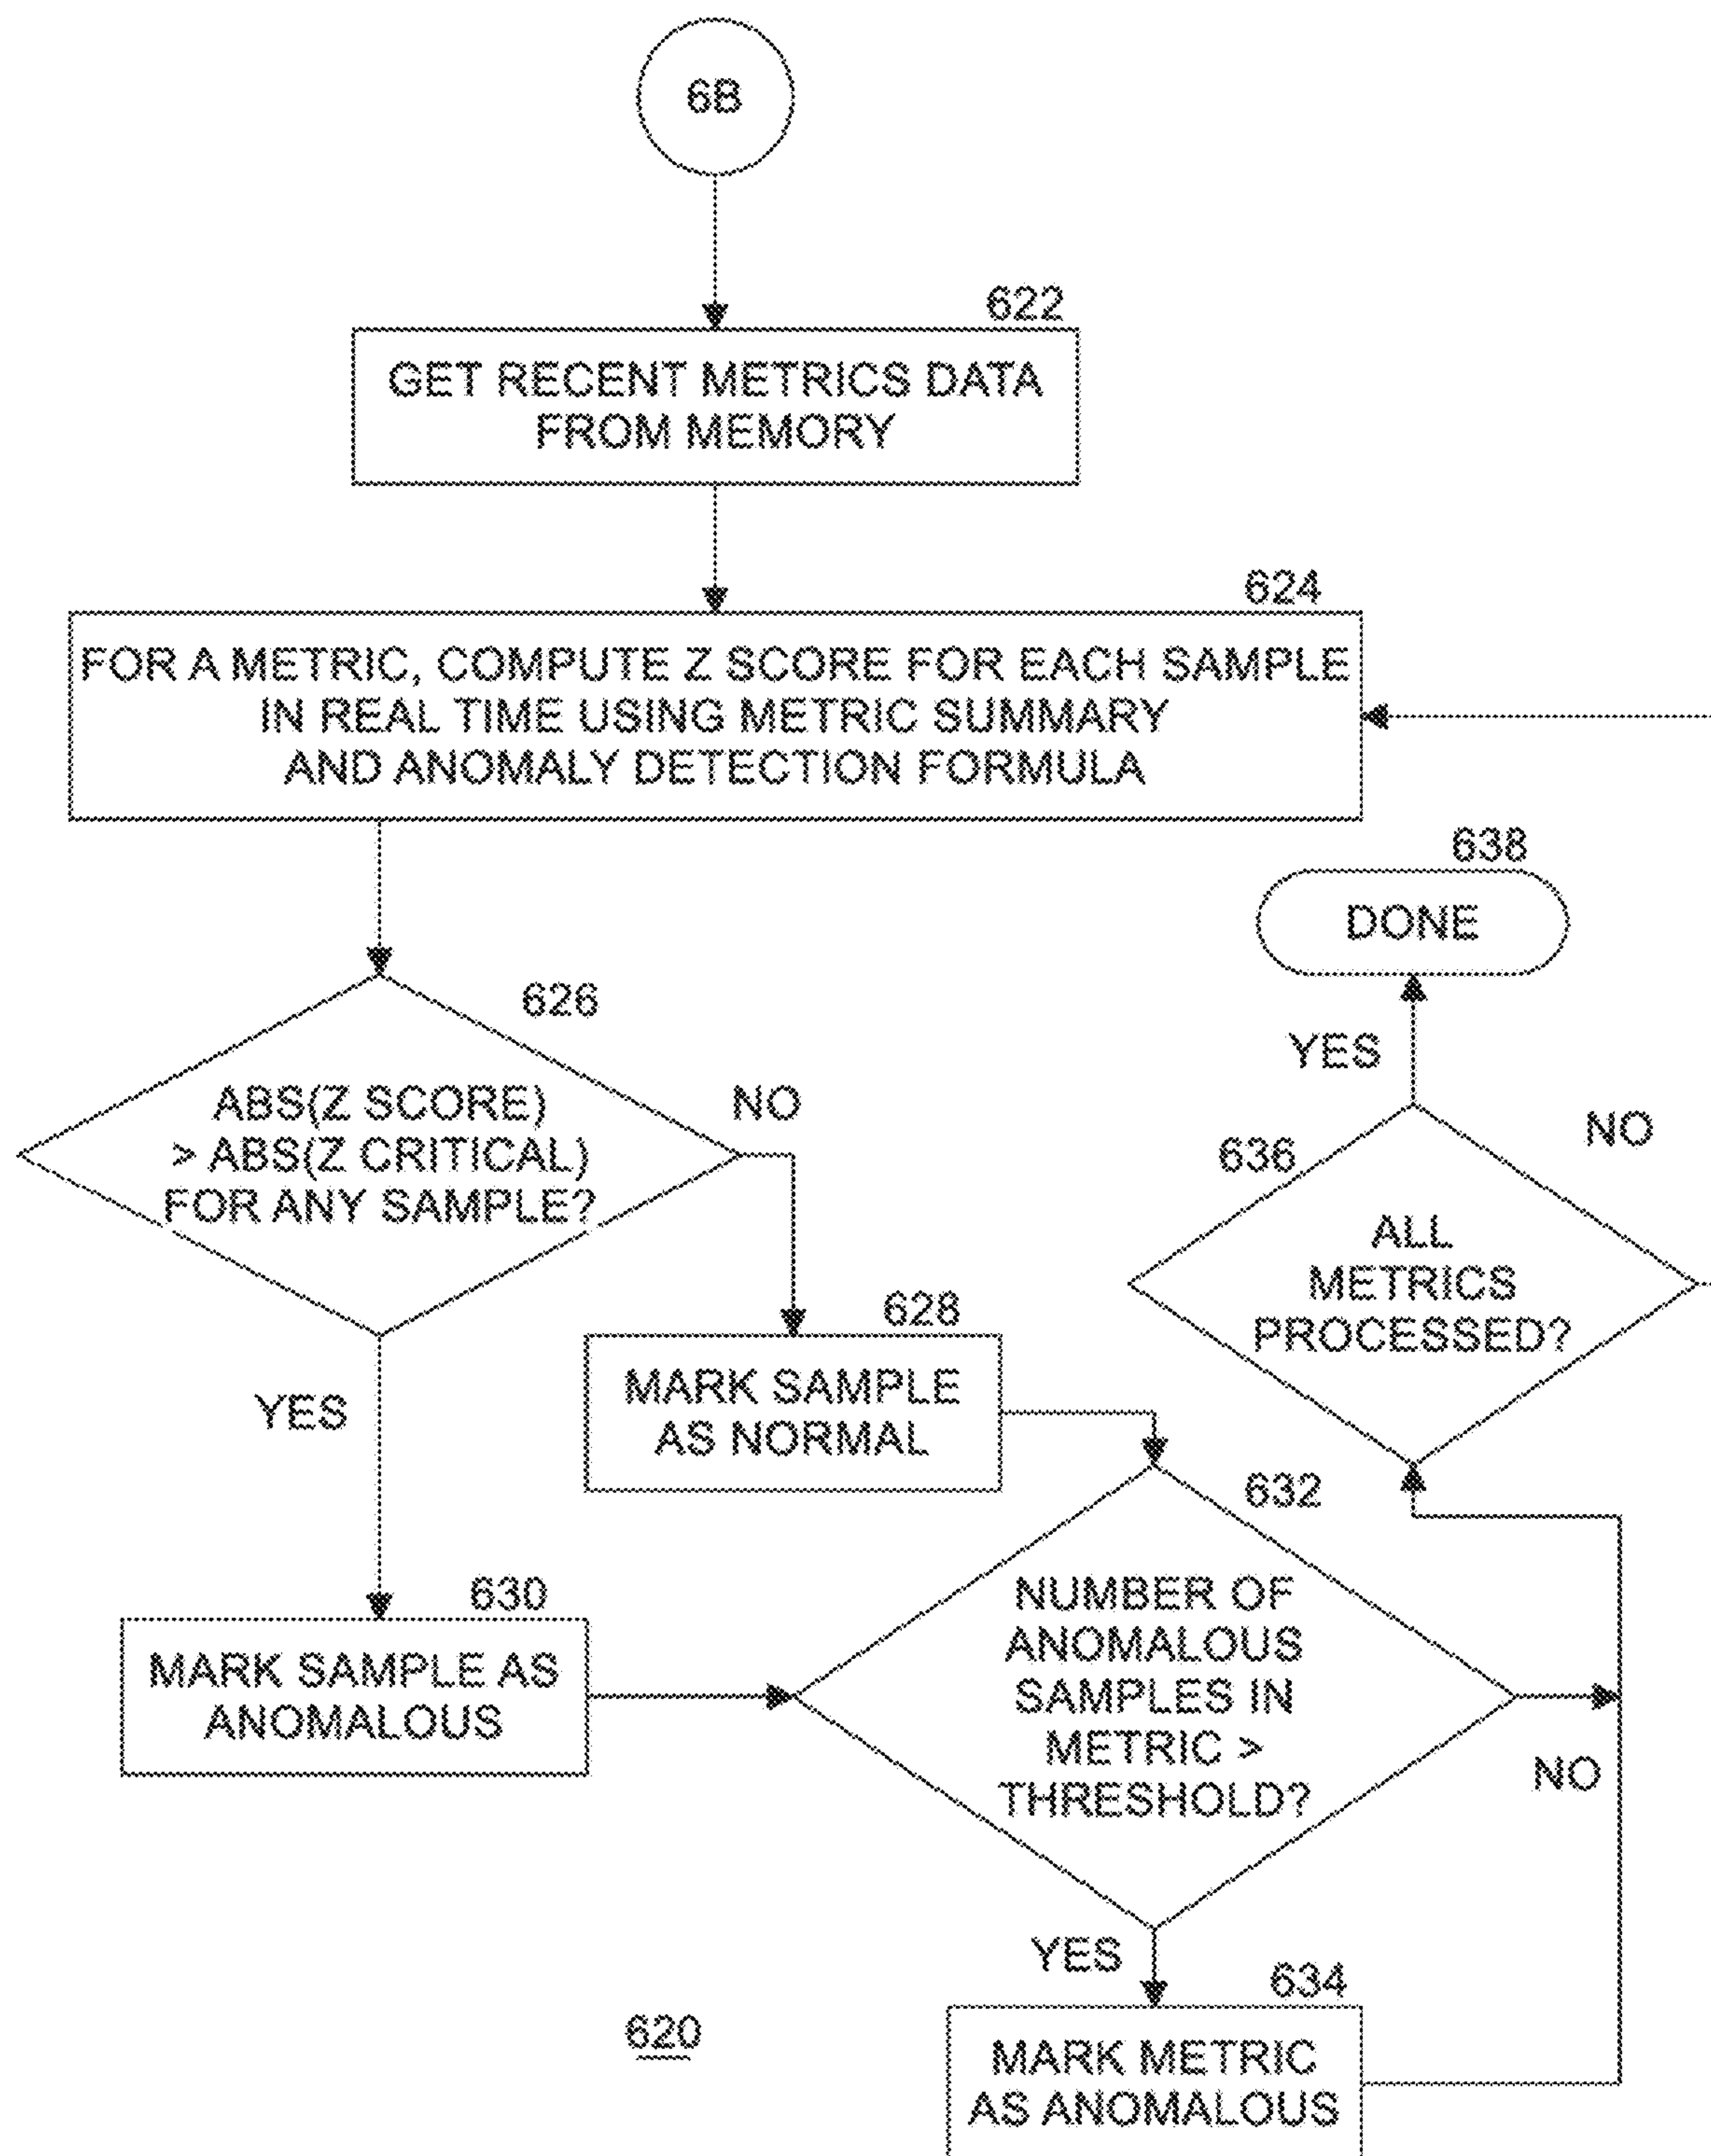 6B
622
GET RECENT METRICS DATA
FROM MEMORY
624
FOR A METRIC, COMPUTE Z SCORE FOR EACH SAMPLE
IN REAL TIME USING METRIC SUMMARY
AND ANOMALY DETECTION FORMULA
638
DONE
626
YES
ABS(Z SCORE)
> ABS(Z CRITICAL)
FOR ANY SAMPLE?
NO
NO
636
ALL
METRICS
PROCESSED?
628
MARK SAMPLE
AS NORMAL
YES
632
630
MARK SAMPLE AS
ANOMALOUS
NUMBER OF
ANOMALOUS
SAMPLES IN
METRIC >
THRESHOLD?
NO
YES
634
620
MARK METRIC
AS ANOMALOUS